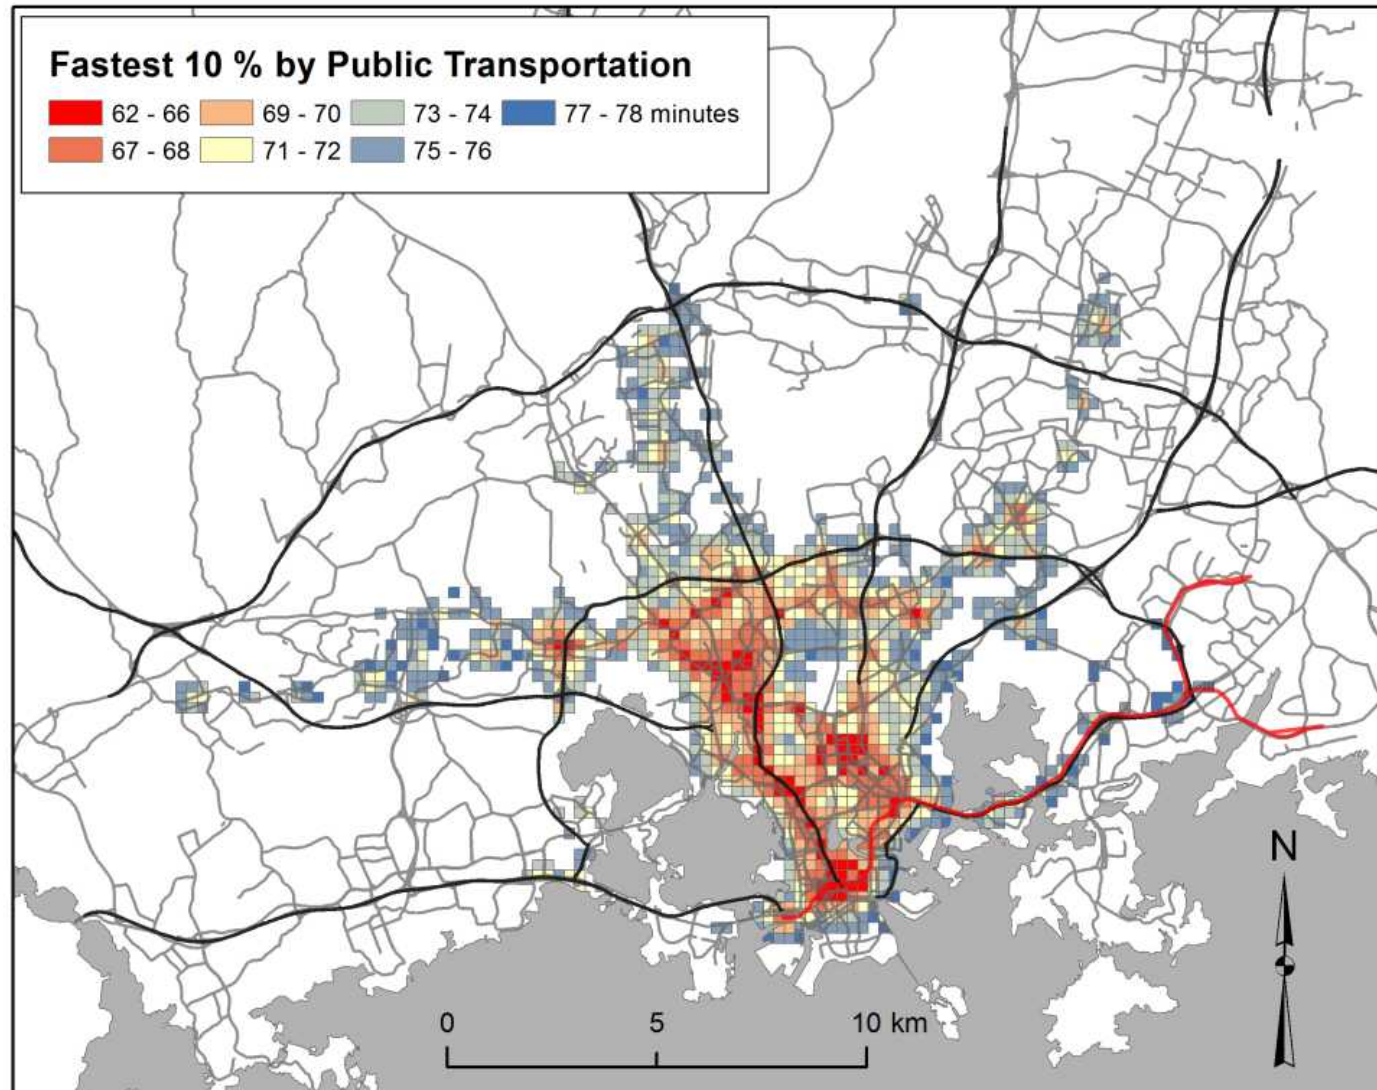 Fastest 10 % by Public Transportation
62 - 66 69 - 70 73 - 74 77 - 78 minutes
67 - 68 71 - 72 75 - 76
N
0 5 10 km